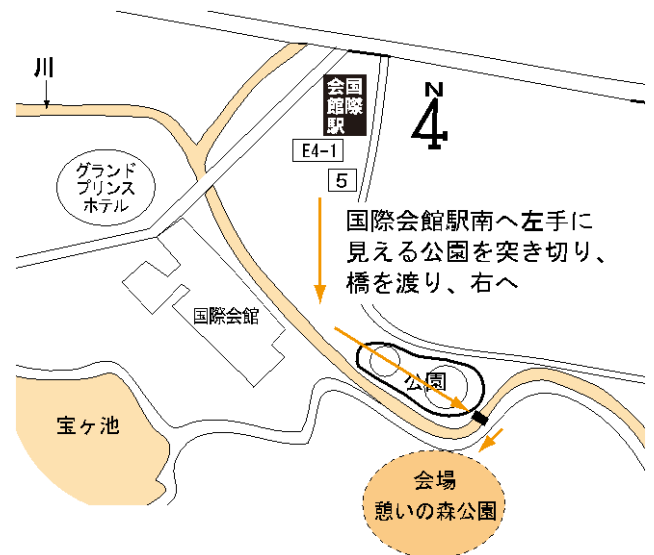 川
国際
会館駅
N
E4-1
5
グランド
プリンス
ホテル
国際会館駅南へ左手に
見える公園を突き切り、
橋を渡り、右へ
国際会館
公園
宝ヶ池
会場
憩いの森公園